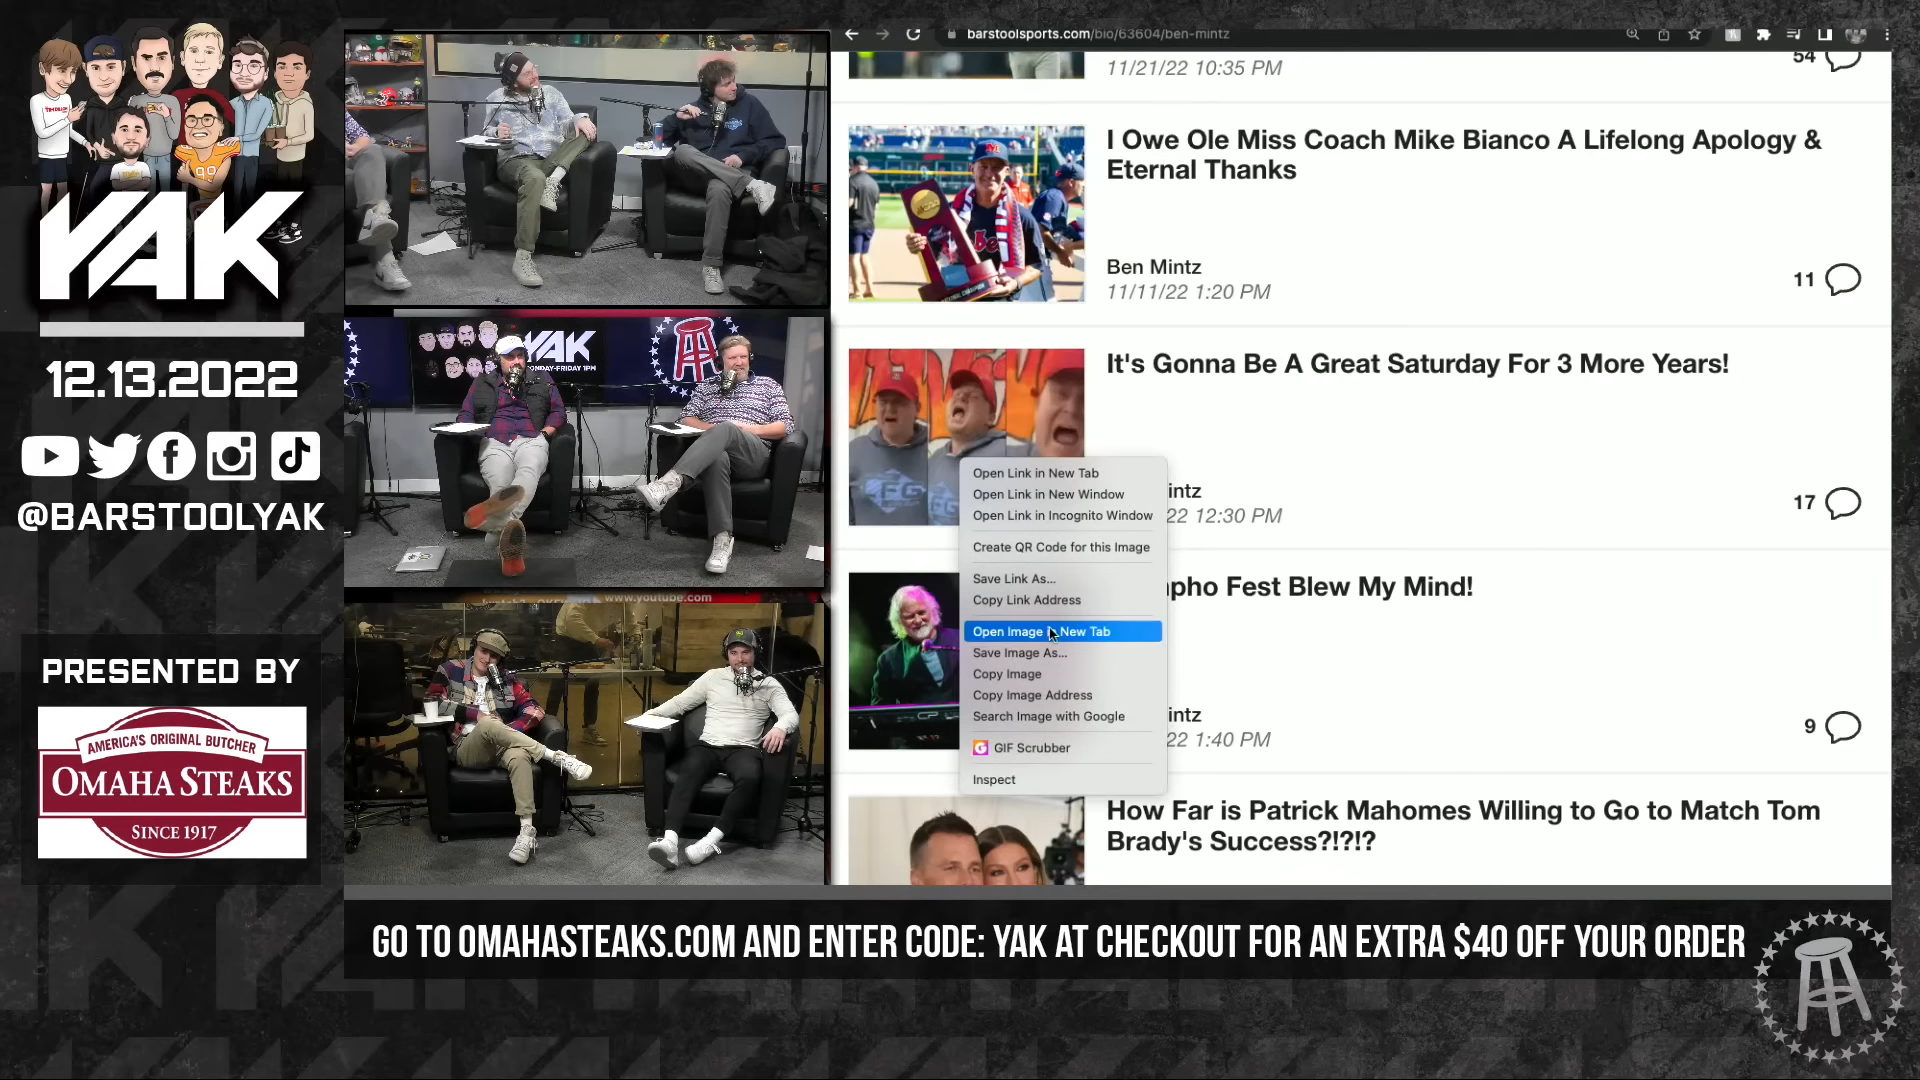 YAK
12.13.2022
@BARSTOOLYAK
PRESENTED BY
AMERICA'S ORIGINAL BUTCHER
OMAHA STEAKS
SINCE 1917
YAK
MONDAY-FRIDAY 1PM
www.youtube.com
barstoolsports.com/bio/63604/ben-mintz
11/21/22 10:35 PM
54
I Owe Ole Miss Coach Mike Bianco A Lifelong Apology &
Eternal Thanks
Ben Mintz
11/11/22 1:20 PM
11
It's Gonna Be A Great Saturday For 3 More Years!
intz
22 12:30 PM
17
Open Link in New Tab
Open Link in New Window
Open Link in Incognito Window
Create QR Code for this Image
Save Link As...
Copy Link Address
Open Image in New Tab
Save Image As...
Copy Image
Copy Image Address
Search Image with Google
GIF Scrubber
Inspect
pho Fest Blew My Mind!
intz
22 1:40 PM
9
How Far is Patrick Mahomes Willing to Go to Match Tom
Brady's Success?!?!?
GO TO OMAHASTEAKS.COM AND ENTER CODE: YAK AT CHECKOUT FOR AN EXTRA $40 OFF YOUR ORDER